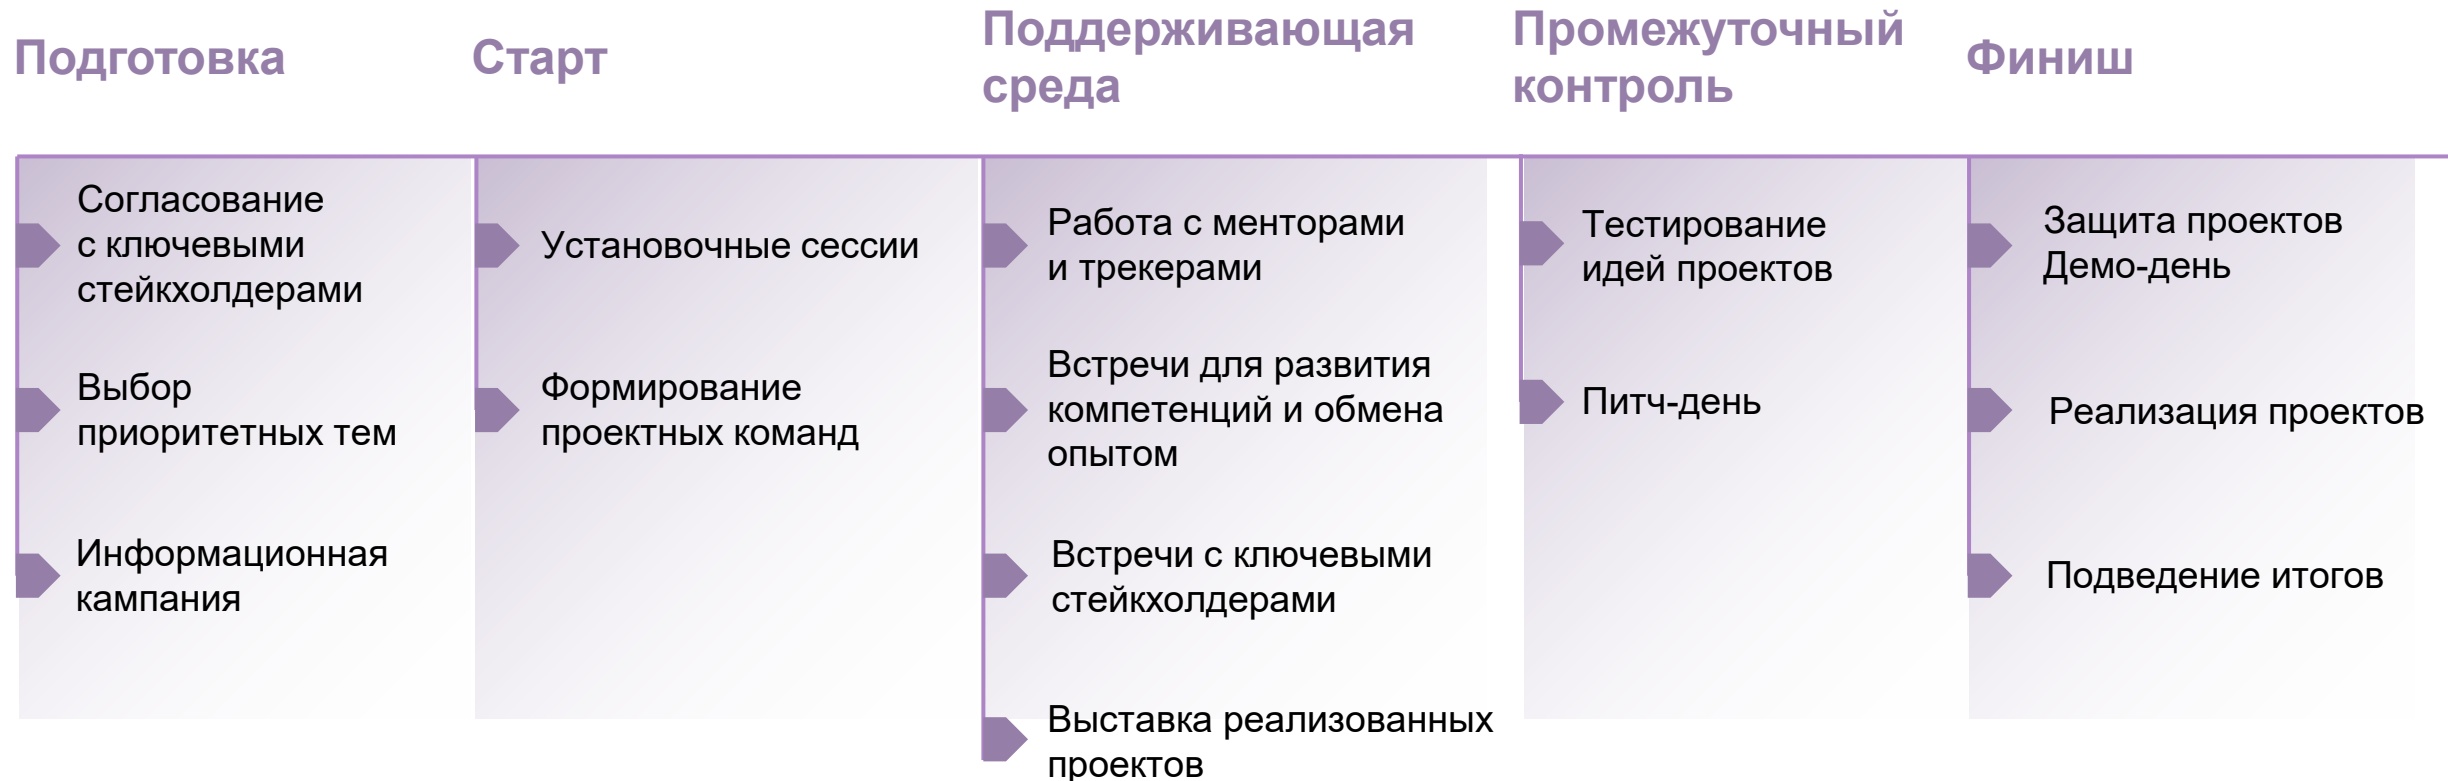 Подготовка
Старт
Поддерживающая
среда
Промежуточный
контроль
Финиш
Согласование
с ключевыми
стейкхолдерами
Выбор
приоритетных тем
Информационная
кампания
Установочные сессии
Формирование
проектных команд
Работа с менторами
и трекерами
Встречи для развития
компетенций и обмена
опытом
Встречи с ключевыми
стейкхолдерами
Выставка реализованных
проектов
Тестирование
идей проектов
Питч-день
Защита проектов
Демо-день
Реализация проектов
Подведение итогов